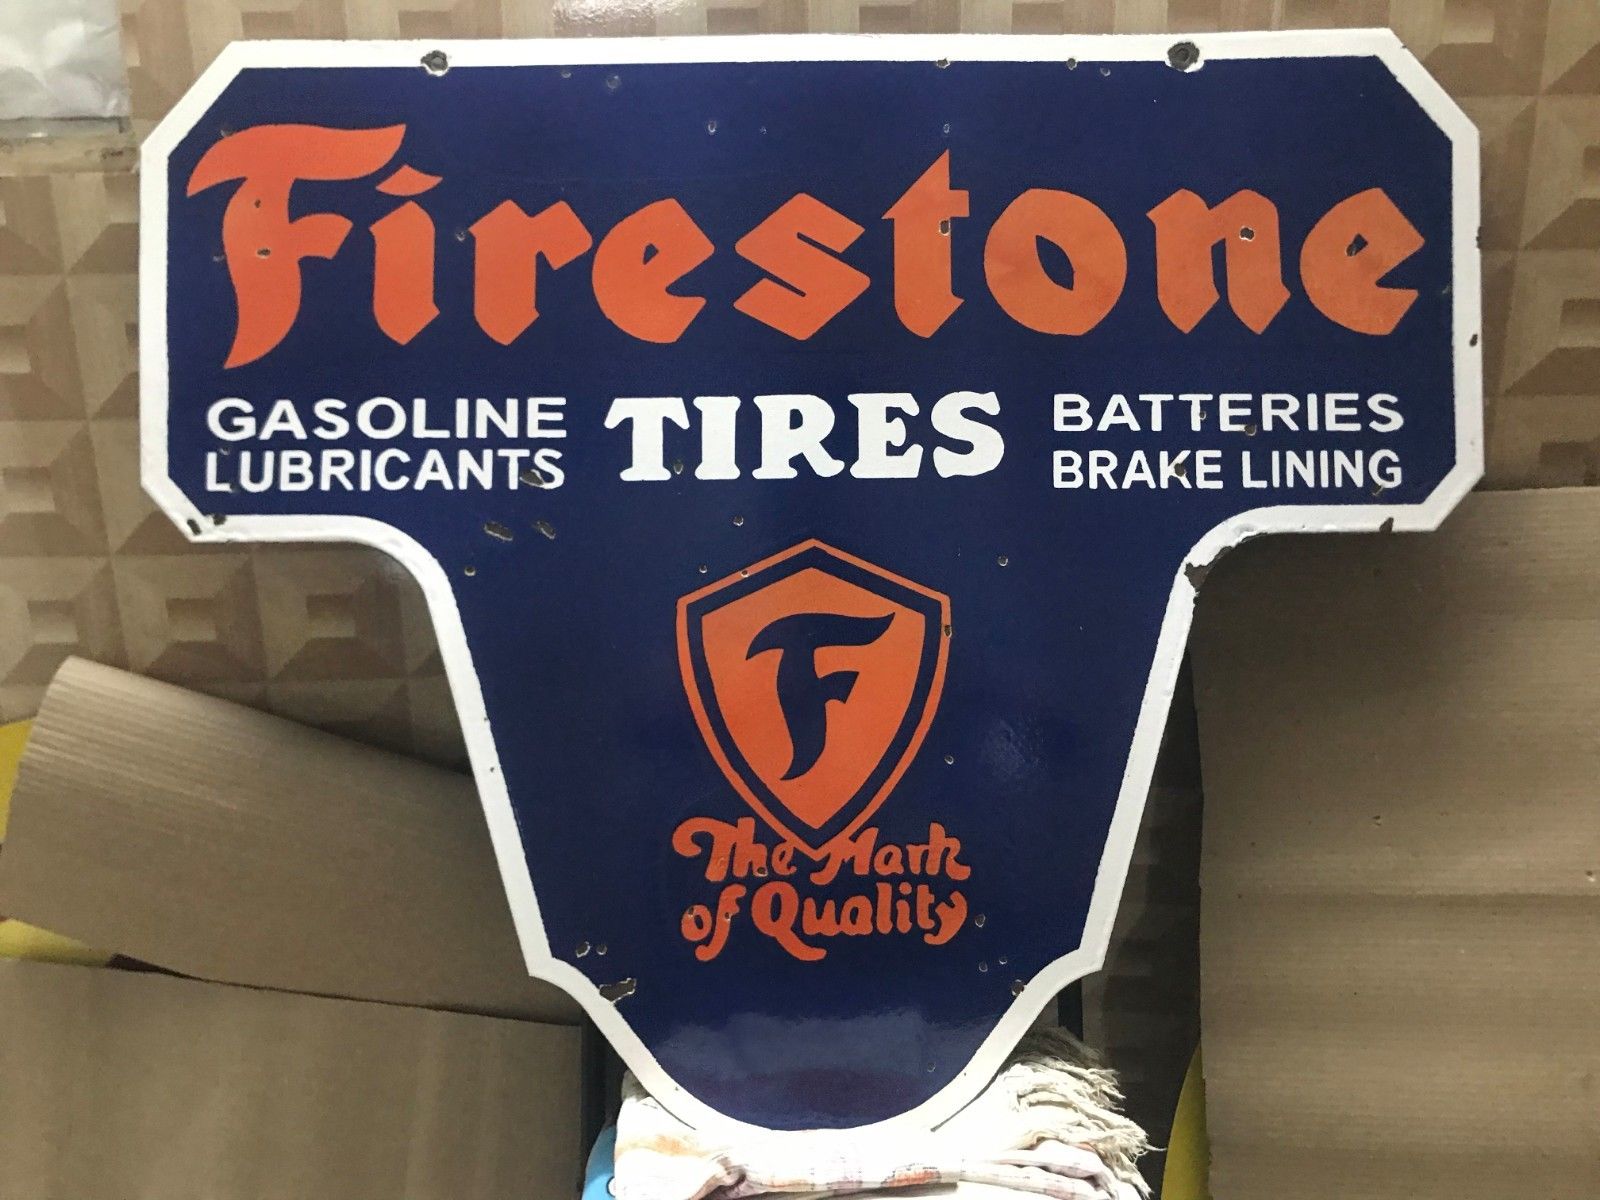 Firestone
GASOLINE
LUBRICANTS
TIRES
BATTERIES
BRAKE LINING
F
The Mark
of Quality